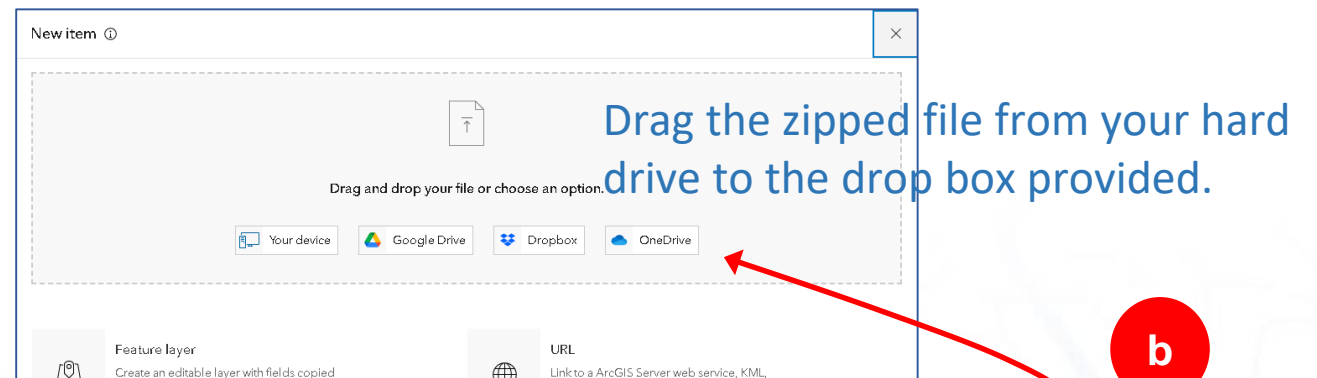 New item
Drag the zipped file from your hard
drive to the drop box provided.
Drag and drop your file or choose an option.
Your device Google Drive Dropbox OneDrive
b
Feature layer
Create an editable layer with fields copied
URL
Link to a ArcGIS Server web service, KML,